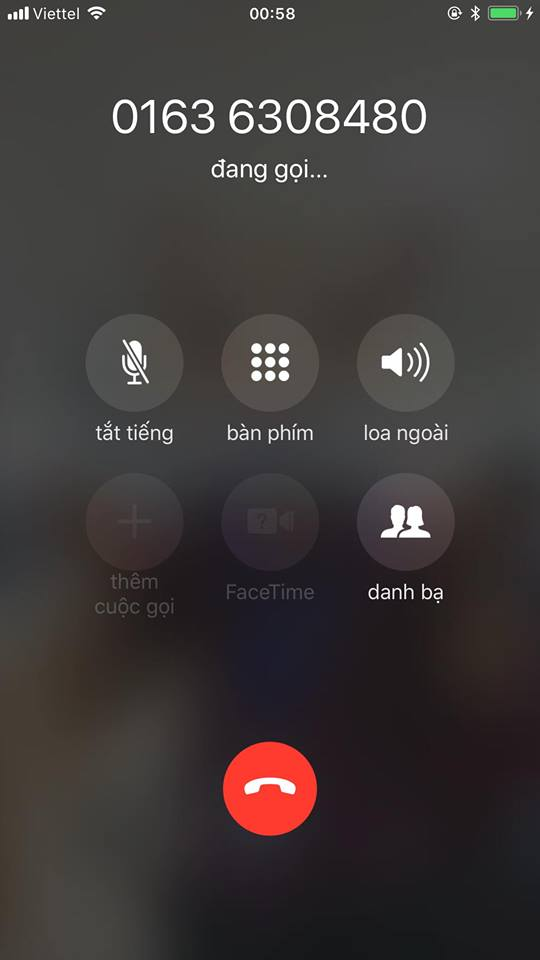 Viettel 00:58
0163 6308480
đang gọi...
tắt tiếng bàn phím loa ngoài
thêm
cuộc gọi FaceTime danh bạ